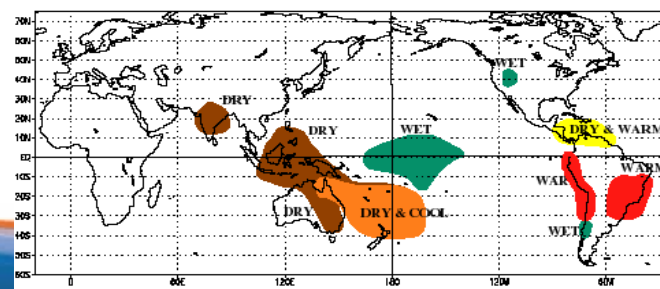 70N
60N
50N
40N
30N
20N
10N
EQ
10S
20S
30S
40S
50S
60S
0
60E
120E
180
120W
60W
WET
DRY
DRY
WET
DRY & WARM
WAR
WARM
DRY
DRY & COOL
WET